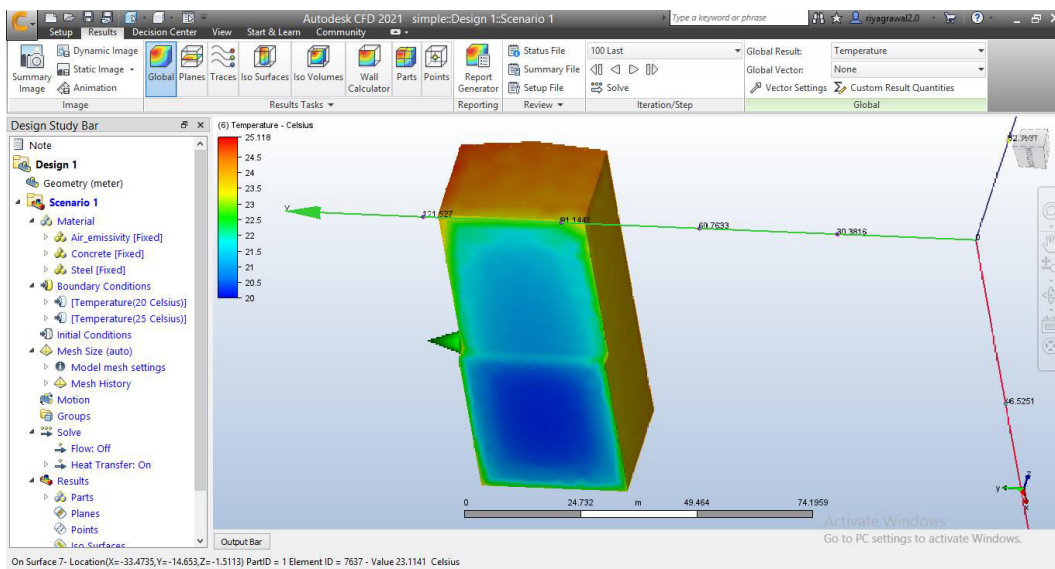 Autodesk CFD 2021 simple::Design 1::Scenario 1
Type a keyword or phrase
riyagrawal2.0
Setup Results Decision Center View Start & Learn Community
Summary Image
Dynamic Image
Static Image
Animation
Image
Global
Planes
Traces
Iso Surfaces
Iso Volumes
Wall Calculator
Parts
Points
Results Tasks
Report Generator
Reporting
Status File
Summary File
Setup File
Review
100 Last
Solve
Iteration/Step
Global Result: Temperature
Global Vector: None
Vector Settings Custom Result Quantities
Global
Design Study Bar
Note
Design 1
Geometry (meter)
Scenario 1
Material
Air_emissivity [Fixed]
Concrete [Fixed]
Steel [Fixed]
Boundary Conditions
[Temperature(20 Celsius)]
[Temperature(25 Celsius)]
Initial Conditions
Mesh Size (auto)
Model mesh settings
Mesh History
Motion
Groups
Solve
Flow: Off
Heat Transfer: On
Results
Parts
Planes
Points
Iso Surfaces
(6) Temperature - Celsius
25.118
24.5
24
23.5
23
22.5
22
21.5
21
20.5
20
Y
121.527
91.1448
60.7633
30.3816
0
46.5251
0 24.732 m 49.464 74.1959
z
y
x
Activate Windows
Go to PC settings to activate Windows.
Output Bar
On Surface 7- Location(X=-33.4735,Y=-14.653,Z=-1.5113) PartID = 1 Element ID = 7637 - Value 23.1141 Celsius